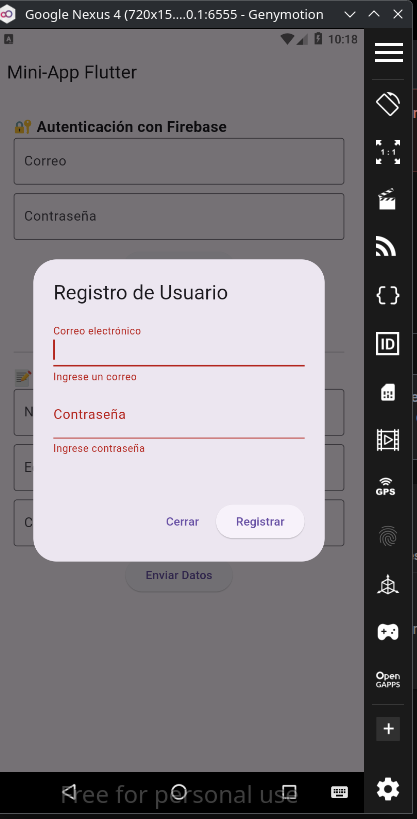 Google Nexus 4 (720x15....0.1:6555 - Genymotion
A
10:18
Mini-App Flutter
🔐 Autenticación con Firebase
Correo
Contraseña
Registro de Usuario
Correo electrónico
Ingrese un correo
Contraseña
Ingrese contraseña
Cerrar
Registrar
N
E
C
Enviar Datos
1:1
ID
GPS
Open
GAPPS
Free for personal use